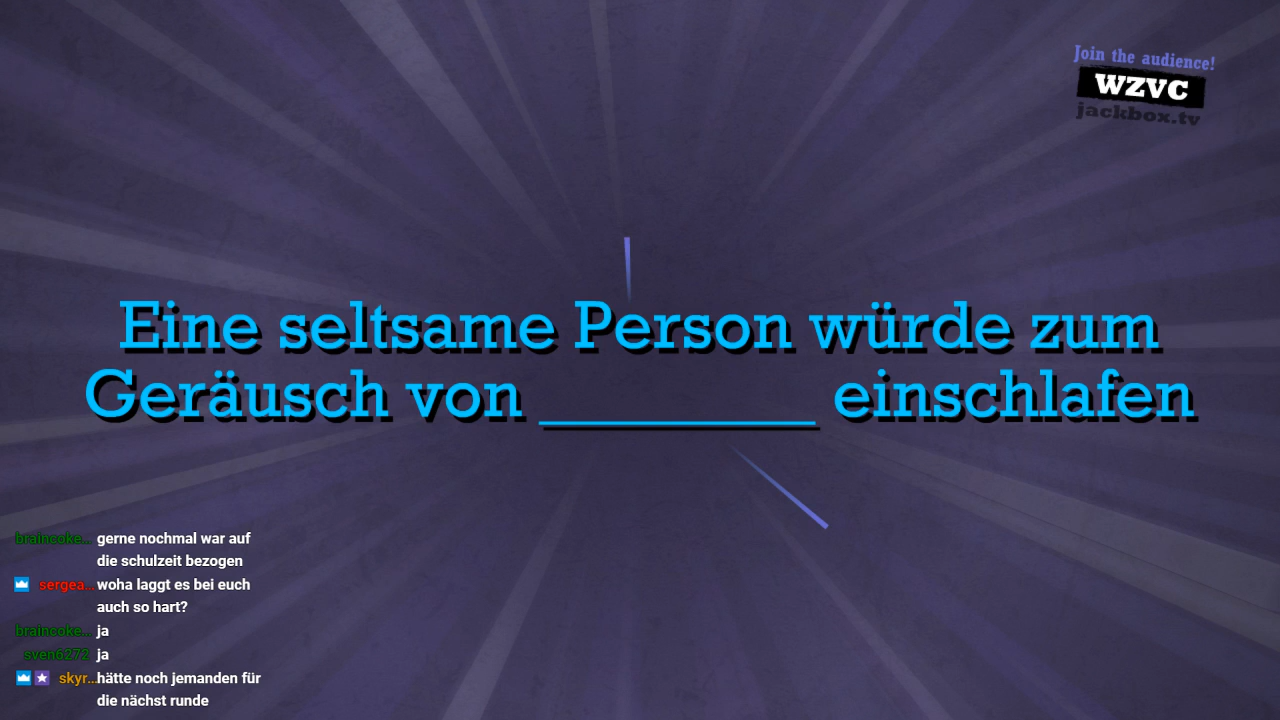 Join the audience!
WZVC
jackbox.tv
Eine seltsame Person würde zum
Geräusch von ________ einschlafen
braincoke... gerne nochmal war auf
die schulzeit bezogen
sergea... woha laggt es bei euch
auch so hart?
braincoke... ja
sven6272 ja
skyr... hätte noch jemanden für
die nächst runde